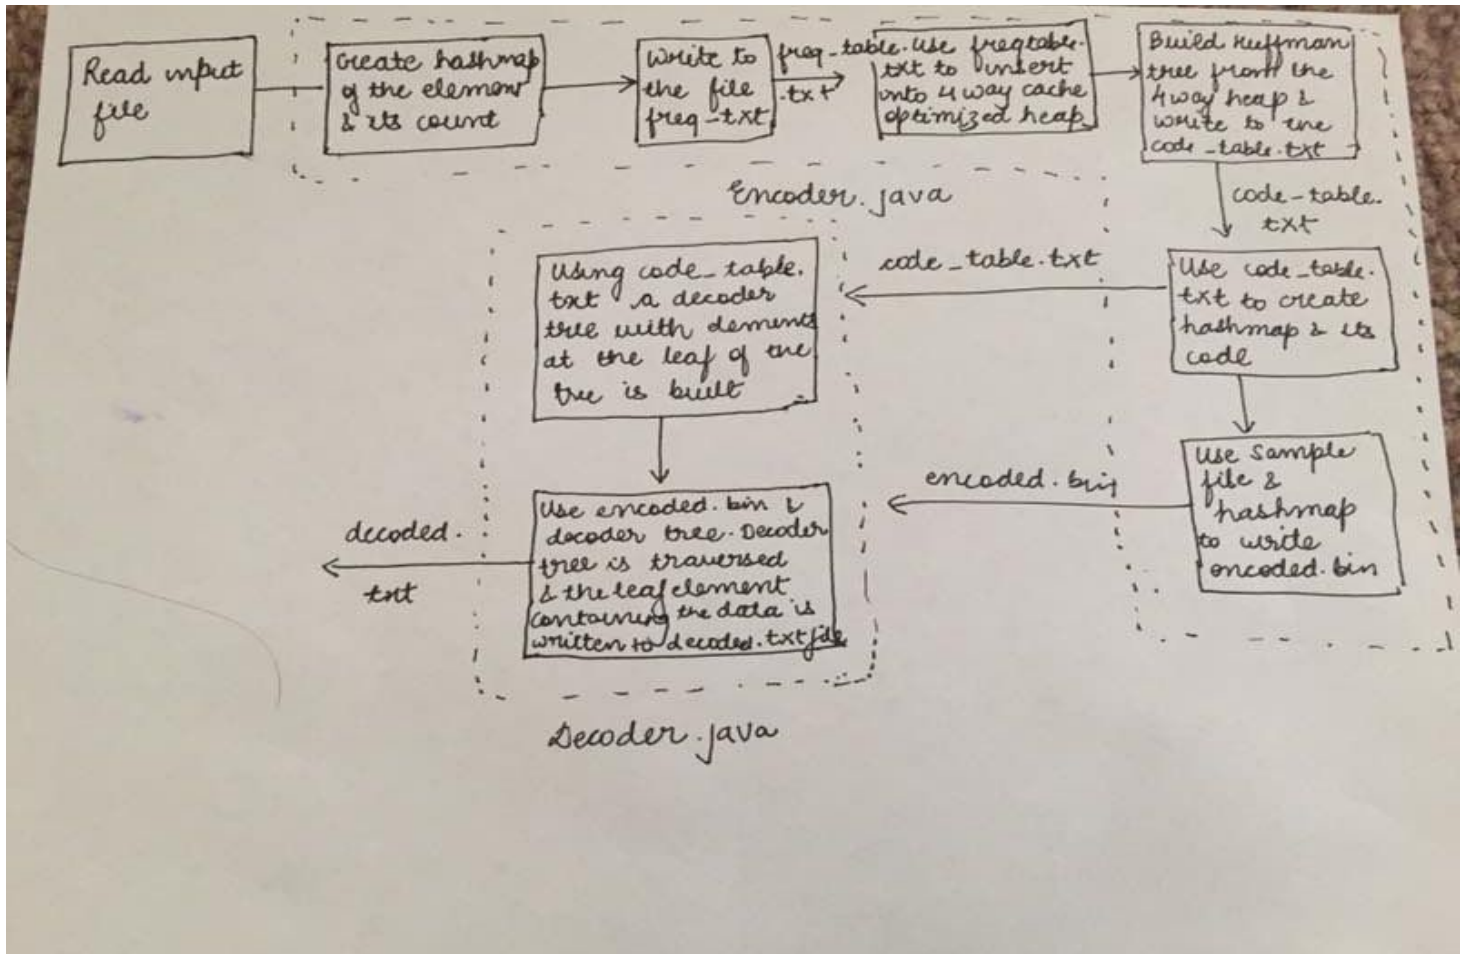 Read input
file
Create hashmap
of the element
& its count
Write to
the file
freq-txt
freq_table.
.txt
Use freqtable.
txt to insert
onto 4 way cache
optimized heap
Build Huffman
tree from the
4 way heap &
write to the
code_table.txt
Encoder.java
code-table.
txt
Use code_table.
txt to create
hashmap & its
code
code_table.txt
Using code_table.
txt a decoder
tree with elements
at the leaf of the
tree is built
Use sample
file &
hashmap
to write
encoded.bin
encoded.bin
Use encoded.bin &
decoder tree. Decoder
tree is traversed
& the leaf element
containing the data is
written to decoded.txt file
decoded.
txt
Decoder.java